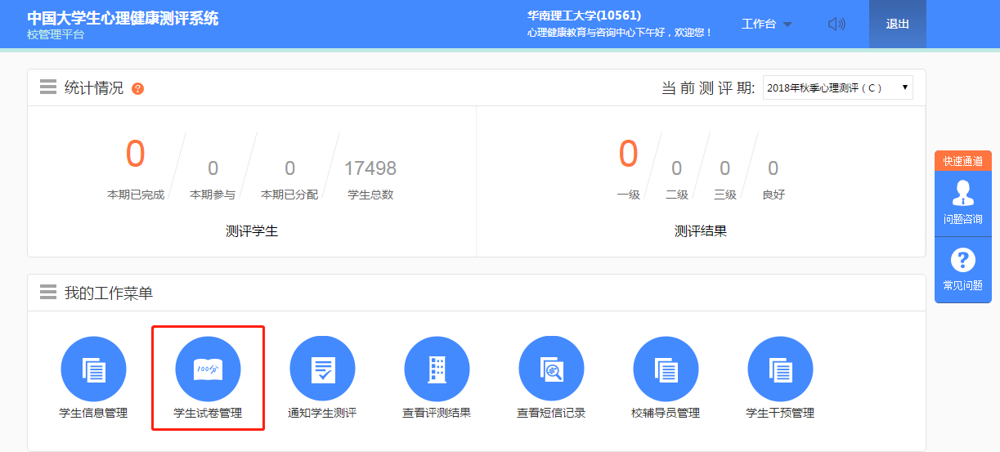 中国大学生心理健康测评系统
校管理平台
华南理工大学(10561)
心理健康教育与咨询中心下午好，欢迎您！
工作台
退出
统计情况 ?
当前测评期: 2018年秋季心理测评（C）
0 0 0 17498
本期已完成 本期参与 本期已分配 学生总数
测评学生
0 0 0 0
一级 二级 三级 良好
测评结果
快速通道
问题咨询
?
常见问题
我的工作菜单
100分
学生信息管理 学生试卷管理 通知学生测评 查看评测结果 查看短信记录 校辅导员管理 学生干预管理